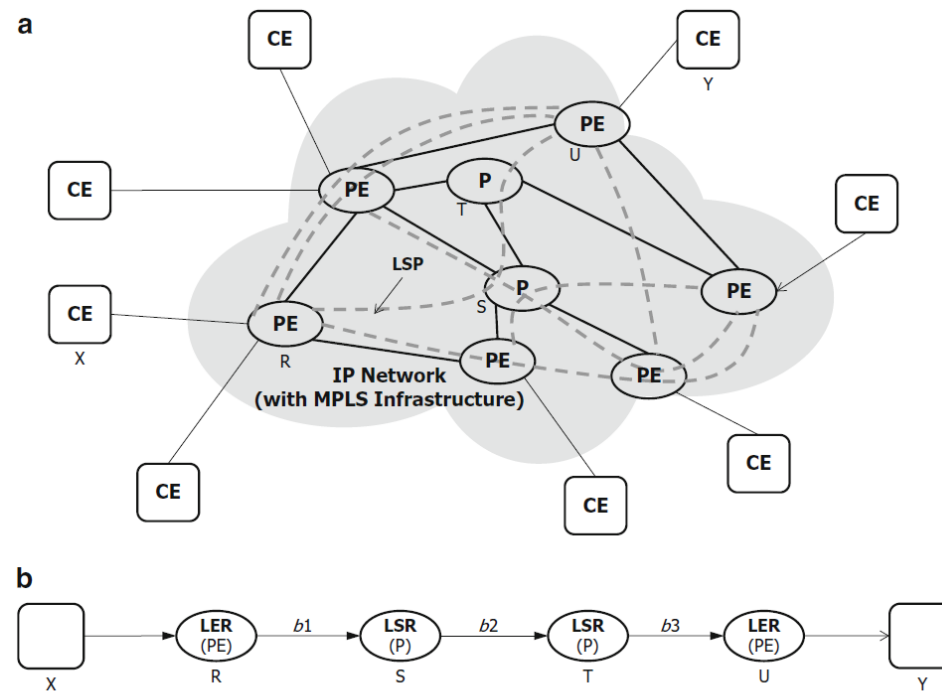 a
CE
CE
Y
PE
U
CE
PE
P
T
CE
LSP
PE
P
S
CE
X
PE
R
PE
PE
IP Network
(with MPLS Infrastructure)
CE
CE
CE
b
X
LER
(PE)
R
b1
LSR
(P)
S
b2
LSR
(P)
T
b3
LER
(PE)
U
Y